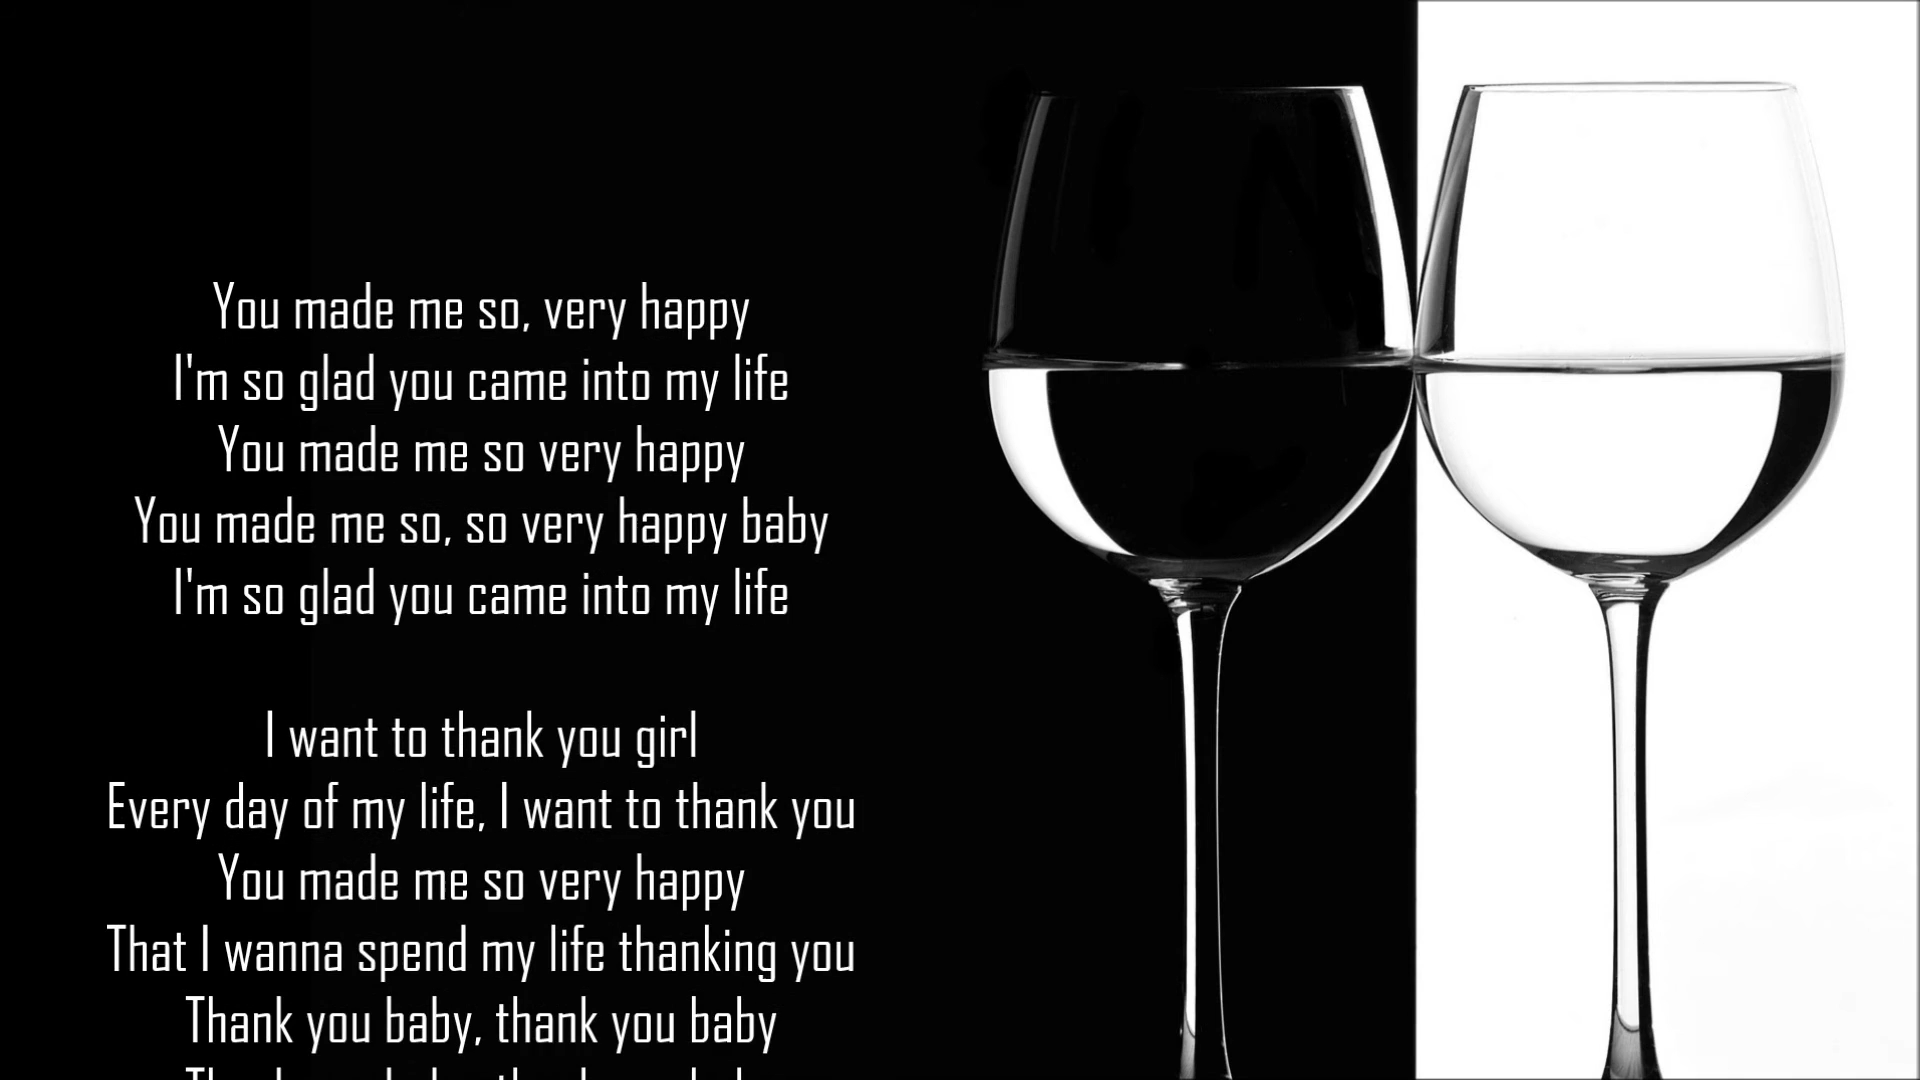 You made me so, very happy
I'm so glad you came into my life
You made me so very happy
You made me so, so very happy baby
I'm so glad you came into my life
I want to thank you girl
Every day of my life, I want to thank you
You made me so very happy
That I wanna spend my life thanking you
Thank you baby, thank you baby